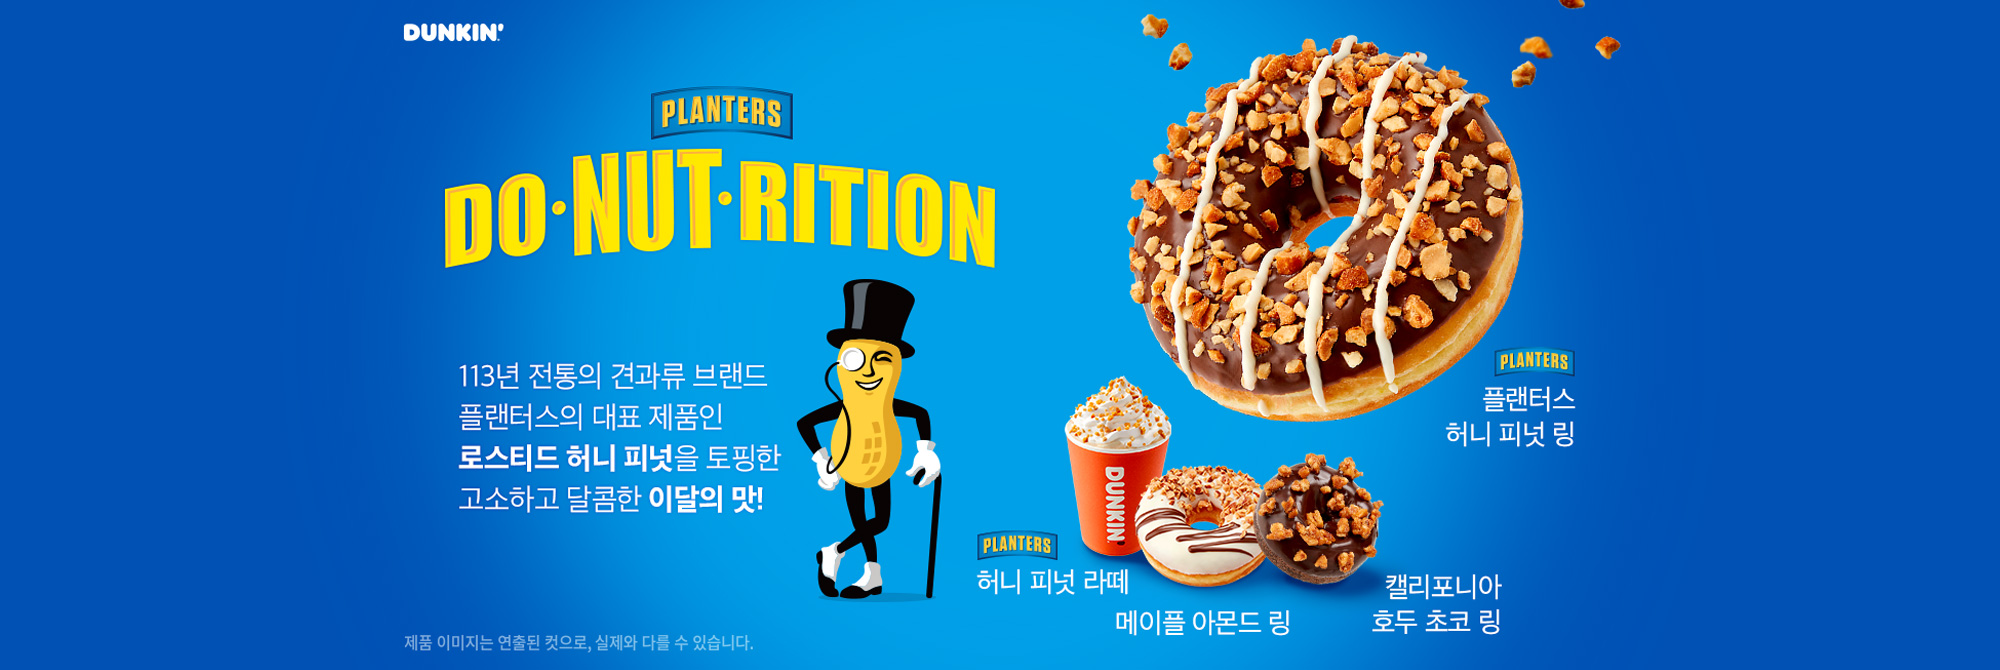 DUNKIN'
PLANTERS
DO·NUT·RITION
113년 전통의 견과류 브랜드
플랜터스의 대표 제품인
로스티드 허니 피넛을 토핑한
고소하고 달콤한 이달의 맛!
PLANTERS
플랜터스
허니 피넛 링
DUNKIN'
PLANTERS
허니 피넛 라떼
메이플 아몬드 링
캘리포니아
호두 초코 링
제품 이미지는 연출된 컷으로, 실제와 다를 수 있습니다.